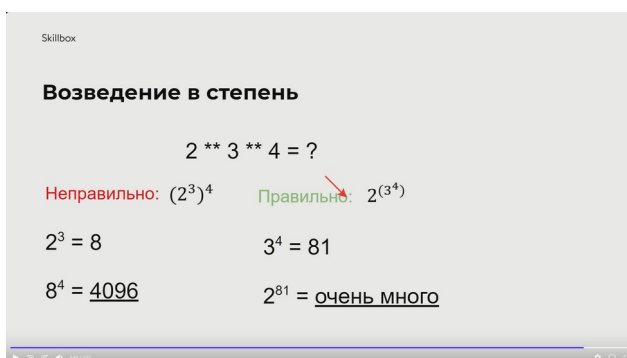 Skillbox
Возведение в степень
2 ** 3 ** 4 = ?
Неправильно: (2³)⁴
Правильно: 2^(3⁴)
2³ = 8
3⁴ = 81
8⁴ = 4096
2⁸¹ = очень много